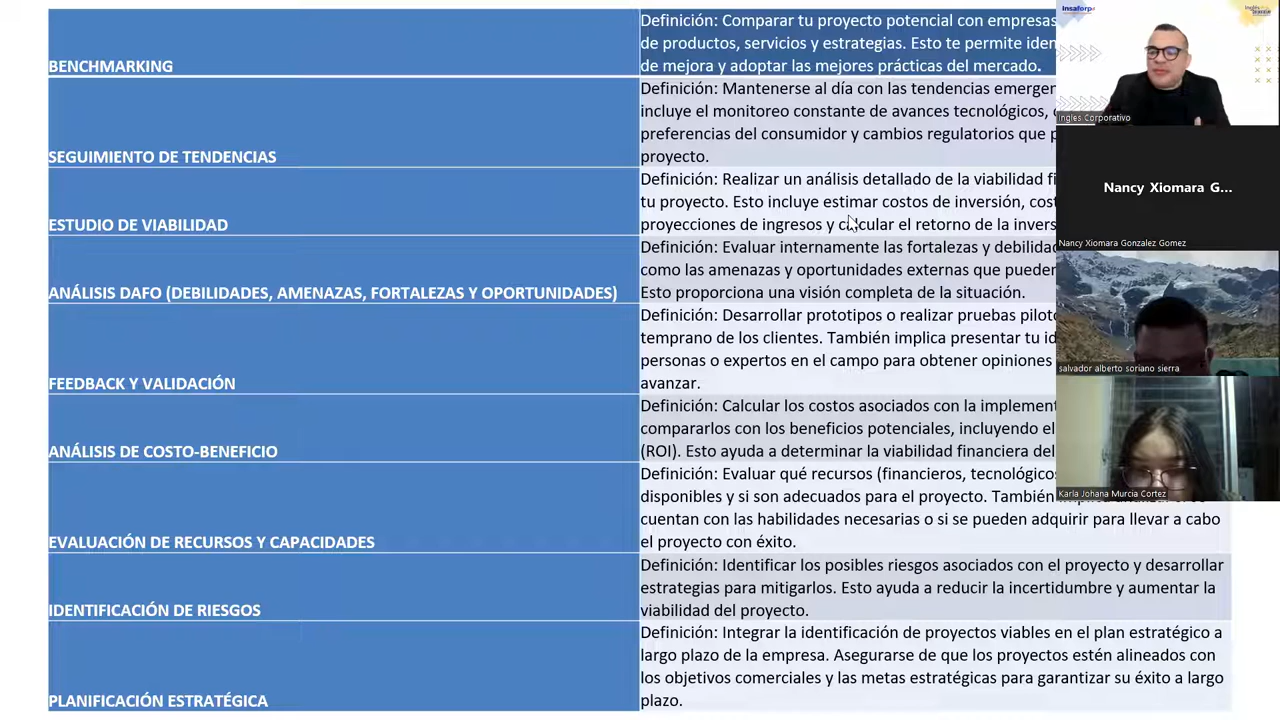 Definición: Comparar tu proyecto potencial con empresas
de productos, servicios y estrategias. Esto te permite
BENCHMARKING
de mejora y adoptar las mejores prácticas del mercado.
Definición: Mantenerse al día con las tendencias
incluye el monitoreo constante de avances tecnológicos,
preferencias del consumidor y cambios regulatorios que
SEGUIMIENTO DE TENDENCIAS
proyecto.
Definición: Realizar un análisis detallado de la viabilidad
tu proyecto. Esto incluye estimar costos de inversión,
ESTUDIO DE VIABILIDAD
proyecciones de ingresos y calcular el retorno de la
Definición: Evaluar internamente las fortalezas y
como las amenazas y oportunidades externas que
ANÁLISIS DAFO (DEBILIDADES, AMENAZAS, FORTALEZAS Y OPORTUNIDADES)
Esto proporciona una visión completa de la situación.
Definición: Desarrollar prototipos o realizar pruebas
temprano de los clientes. También implica presentar tu
personas o expertos en el campo para obtener opiniones
FEEDBACK Y VALIDACIÓN
avanzar.
Definición: Calcular los costos asociados con la
compararlos con los beneficios potenciales, incluyendo el
ANÁLISIS DE COSTO-BENEFICIO
(ROI). Esto ayuda a determinar la viabilidad financiera del
Definición: Evaluar qué recursos (financieros,
disponibles y si son adecuados para el proyecto. También
cuentan con las habilidades necesarias o si se pueden adquirir para llevar a cabo
EVALUACIÓN DE RECURSOS Y CAPACIDADES
el proyecto con éxito.
Definición: Identificar los posibles riesgos asociados con el proyecto y desarrollar
estrategias para mitigarlos. Esto ayuda a reducir la incertidumbre y aumentar la
IDENTIFICACIÓN DE RIESGOS
viabilidad del proyecto.
Definición: Integrar la identificación de proyectos viables en el plan estratégico a
largo plazo de la empresa. Asegurarse de que los proyectos estén alineados con
los objetivos comerciales y las metas estratégicas para garantizar su éxito a largo
PLANIFICACIÓN ESTRATÉGICA
plazo.
Insaforp
Ingles Corporativo
Nancy Xiomara G...
Nancy Xiomara Gonzalez Gomez
salvador alberto soriano sierra
Karla Johana Murcia Cortez